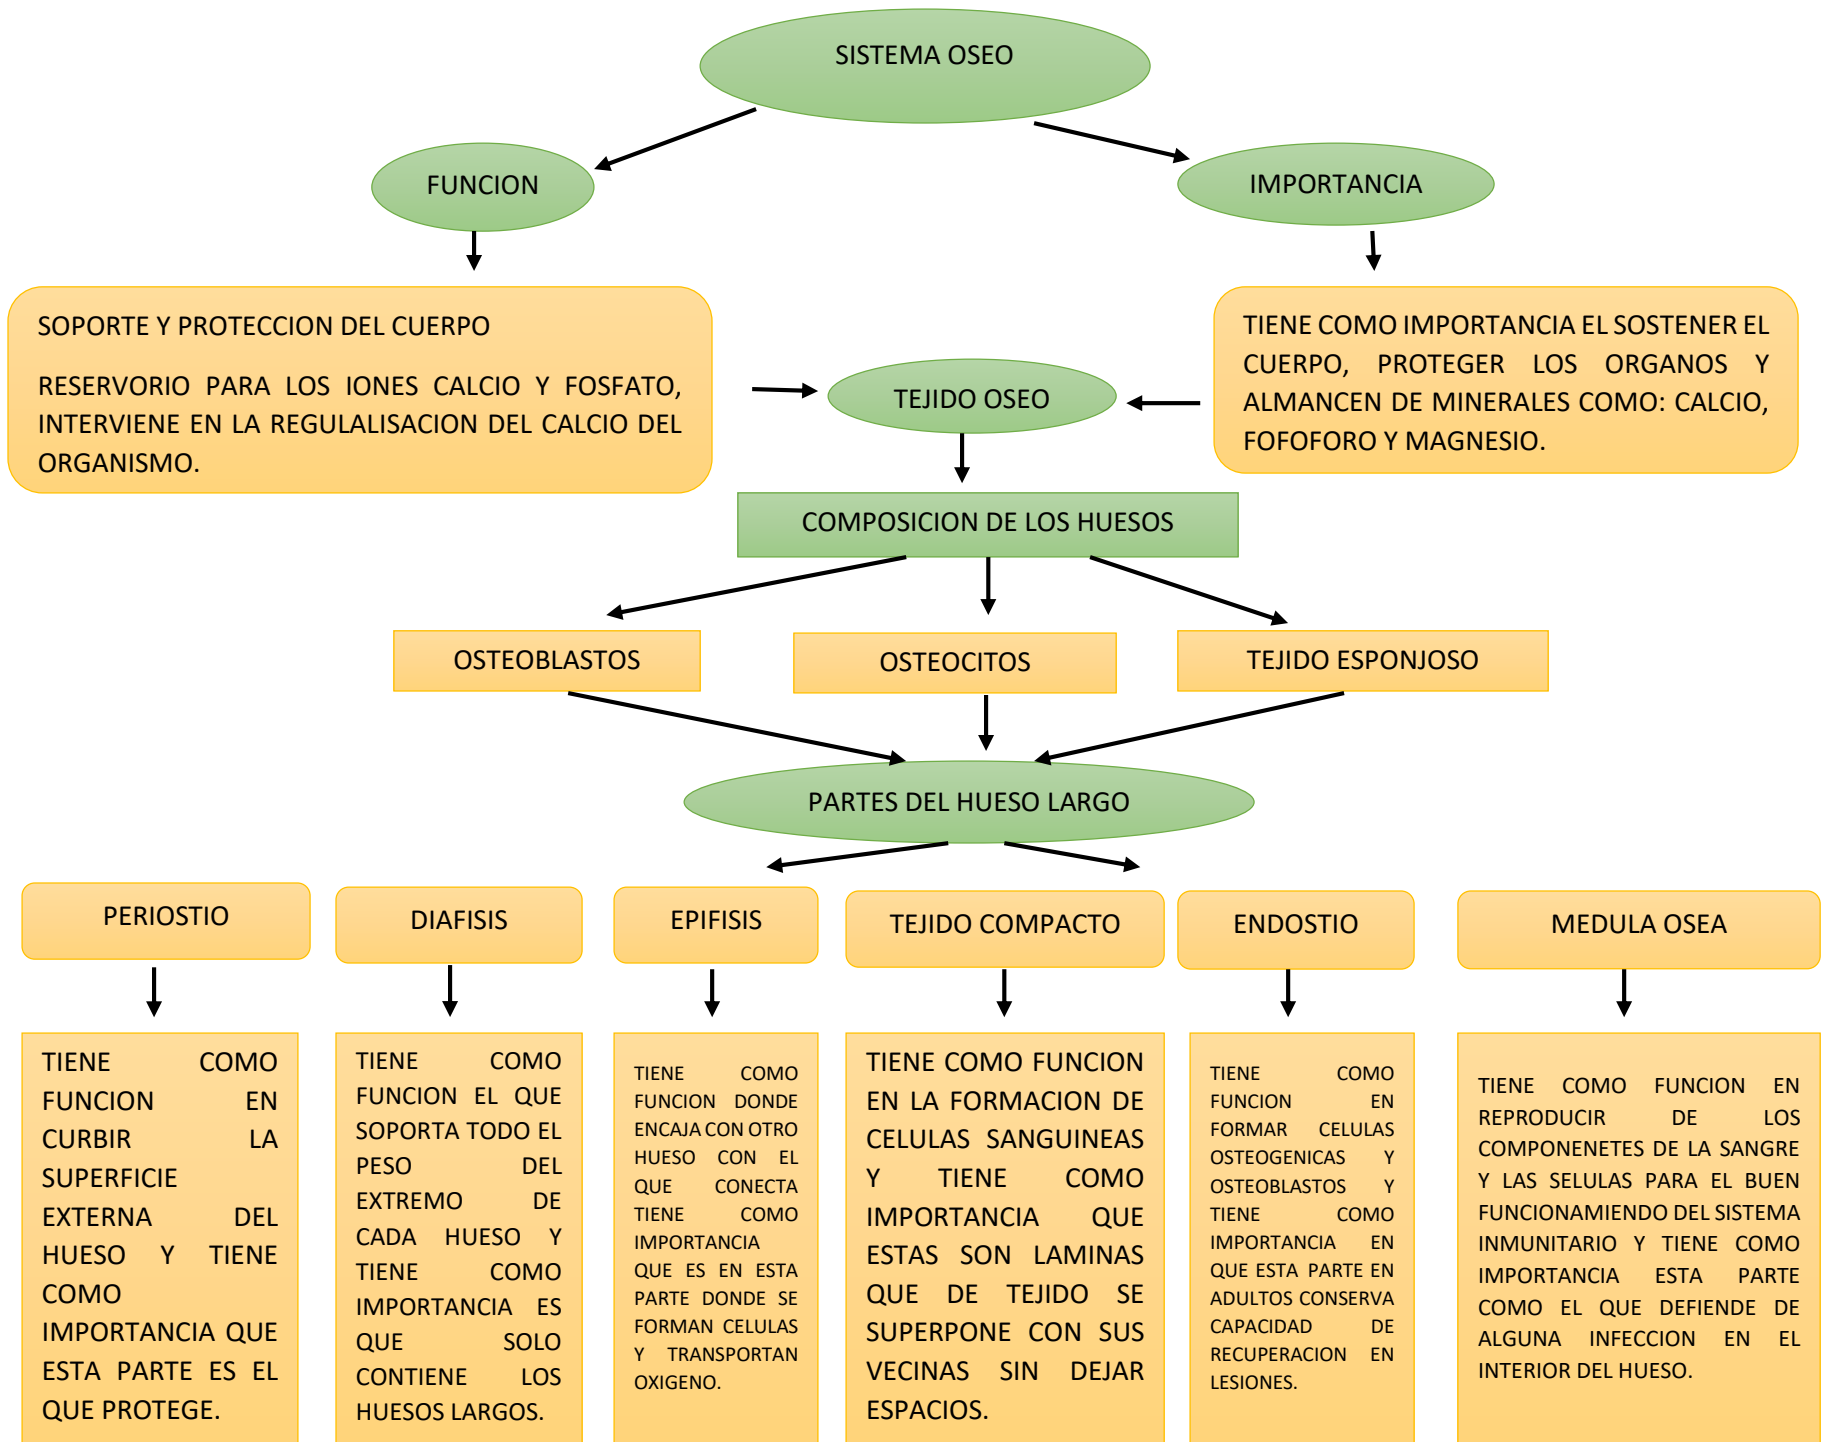 SISTEMA OSEO
FUNCION
IMPORTANCIA
SOPORTE Y PROTECCION DEL CUERPO
RESERVORIO PARA LOS IONES CALCIO Y FOSFATO,
INTERVIENE EN LA REGULALISACION DEL CALCIO DEL
ORGANISMO.
TIENE COMO IMPORTANCIA EL SOSTENER EL
CUERPO, PROTEGER LOS ORGANOS Y
ALMANCEN DE MINERALES COMO: CALCIO,
FOFOFORO Y MAGNESIO.
TEJIDO OSEO
COMPOSICION DE LOS HUESOS
OSTEOBLASTOS
OSTEOCITOS
TEJIDO ESPONJOSO
PARTES DEL HUESO LARGO
PERIOSTIO
DIAFISIS
EPIFISIS
TEJIDO COMPACTO
ENDOSTIO
MEDULA OSEA
TIENE COMO
FUNCION EN
CURBIR LA
SUPERFICIE
EXTERNA DEL
HUESO Y TIENE
COMO
IMPORTANCIA QUE
ESTA PARTE ES EL
QUE PROTEGE.
TIENE COMO
FUNCION EL QUE
SOPORTA TODO EL
PESO DEL
EXTREMO DE
CADA HUESO Y
TIENE COMO
IMPORTANCIA ES
QUE SOLO
CONTIENE LOS
HUESOS LARGOS.
TIENE COMO
FUNCION DONDE
ENCAJA CON OTRO
HUESO CON EL
QUE CONECTA
TIENE COMO
IMPORTANCIA
QUE ES EN ESTA
PARTE DONDE SE
FORMAN CELULAS
Y TRANSPORTAN
OXIGENO.
TIENE COMO FUNCION
EN LA FORMACION DE
CELULAS SANGUINEAS
Y TIENE COMO
IMPORTANCIA QUE
ESTAS SON LAMINAS
QUE DE TEJIDO SE
SUPERPONE CON SUS
VECINAS SIN DEJAR
ESPACIOS.
TIENE COMO
FUNCION EN
FORMAR CELULAS
OSTEOGENICAS Y
OSTEOBLASTOS Y
TIENE COMO
IMPORTANCIA EN
QUE ESTA PARTE EN
ADULTOS CONSERVA
CAPACIDAD DE
RECUPERACION EN
LESIONES.
TIENE COMO FUNCION EN
REPRODUCIR DE LOS
COMPONENETES DE LA SANGRE
Y LAS SELULAS PARA EL BUEN
FUNCIONAMIENDO DEL SISTEMA
INMUNITARIO Y TIENE COMO
IMPORTANCIA ESTA PARTE
COMO EL QUE DEFIENDE DE
ALGUNA INFECCION EN EL
INTERIOR DEL HUESO.